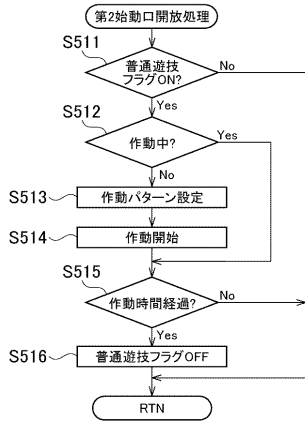 第2始動口開放処理
S511
普通遊技
フラグON?
No
Yes
S512
作動中?
Yes
No
S513
作動パターン設定
S514
作動開始
S515
作動時間経過?
No
Yes
S516
普通遊技フラグOFF
RTN